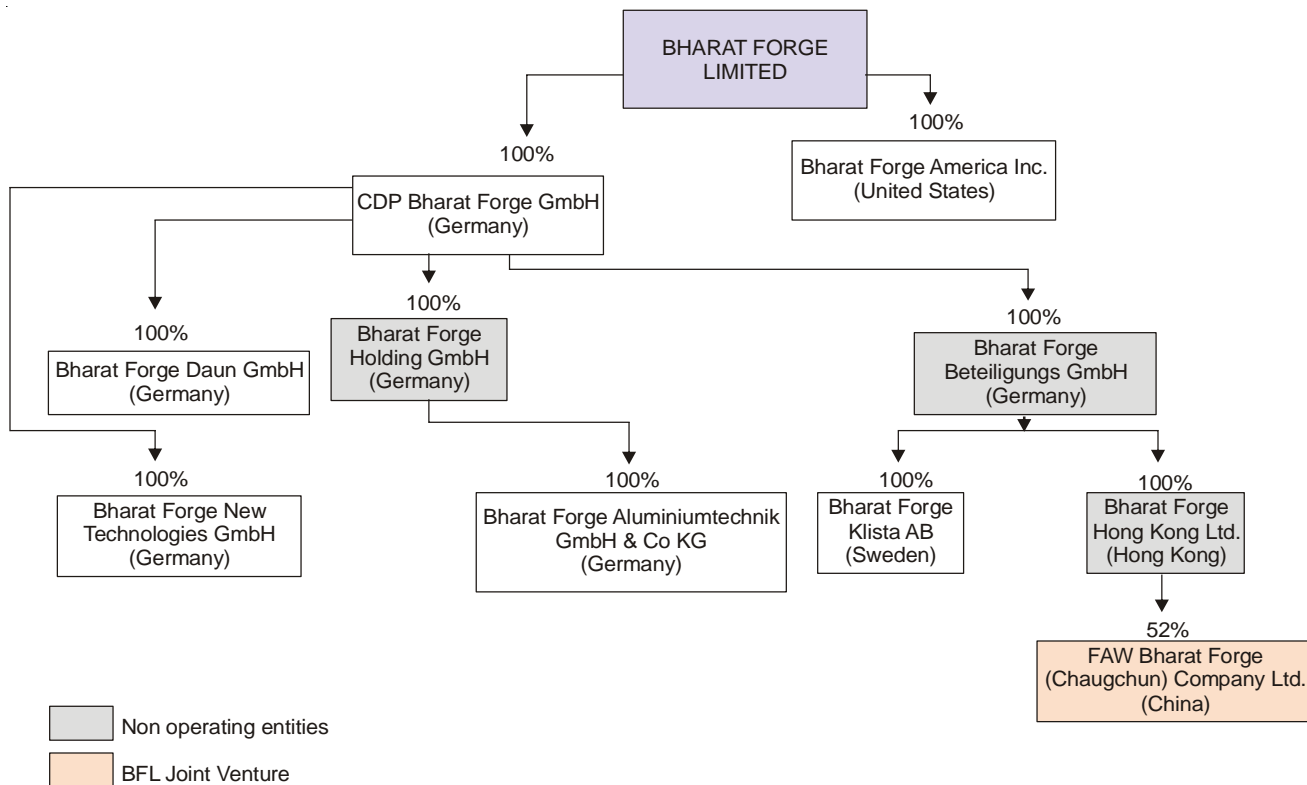 BHARAT FORGE
LIMITED
100%
100%
CDP Bharat Forge GmbH
(Germany)
Bharat Forge America Inc.
(United States)
100%
100%
100%
Bharat Forge Daun GmbH
(Germany)
Bharat Forge
Holding GmbH
(Germany)
Bharat Forge
Beteiligungs GmbH
(Germany)
100%
100%
100%
100%
Bharat Forge New
Technologies GmbH
(Germany)
Bharat Forge Aluminiumtechnik
GmbH & Co KG
(Germany)
Bharat Forge
Klista AB
(Sweden)
Bharat Forge
Hong Kong Ltd.
(Hong Kong)
52%
FAW Bharat Forge
(Chaugchun) Company Ltd.
(China)
Non operating entities
BFL Joint Venture